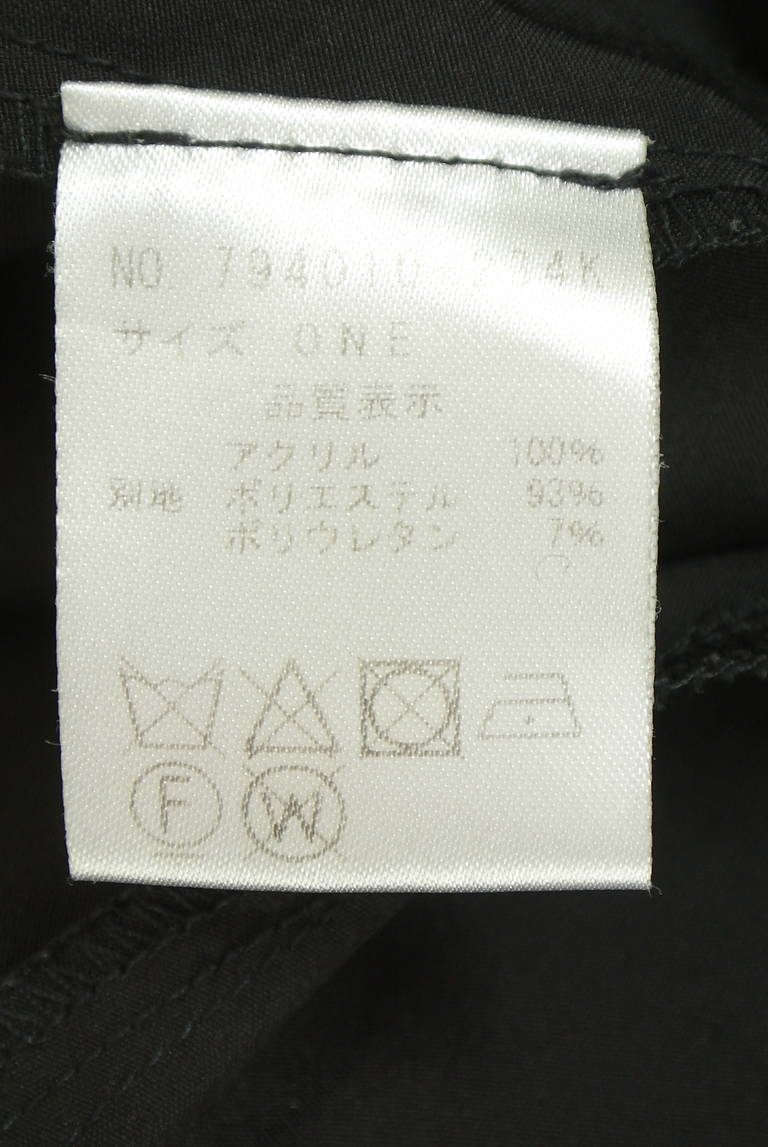 NO. 794010
サイズ ONE
品質表示
アクリル 100%
別地 ポリエステル 93%
ポリウレタン 7%
F
W